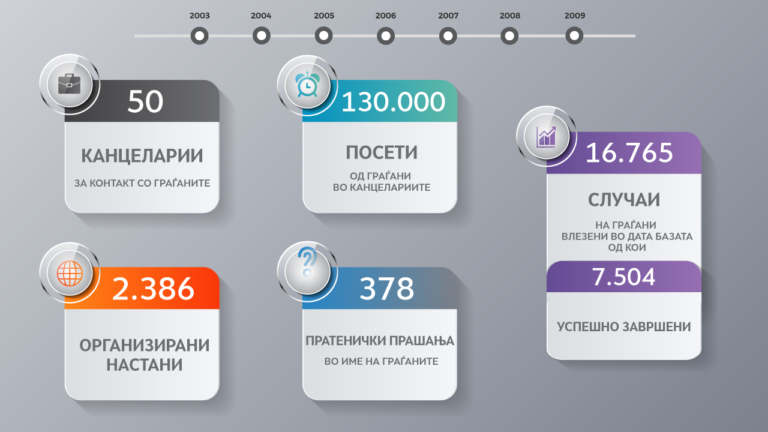 2003 2004 2005 2006 2007 2008 2009
50
КАНЦЕЛАРИИ
ЗА КОНТАКТ СО ГРАЃАНИТЕ
130.000
ПОСЕТИ
ОД ГРАЃАНИ
ВО КАНЦЕЛАРИИТЕ
16.765
СЛУЧАИ
НА ГРАЃАНИ
ВЛЕЗЕНИ ВО ДАТА БАЗАТА
ОД КОИ
7.504
УСПЕШНО ЗАВРШЕНИ
2.386
ОРГАНИЗИРАНИ
НАСТАНИ
378
ПРАТЕНИЧКИ ПРАШАЊА
ВО ИМЕ НА ГРАЃАНИТЕ